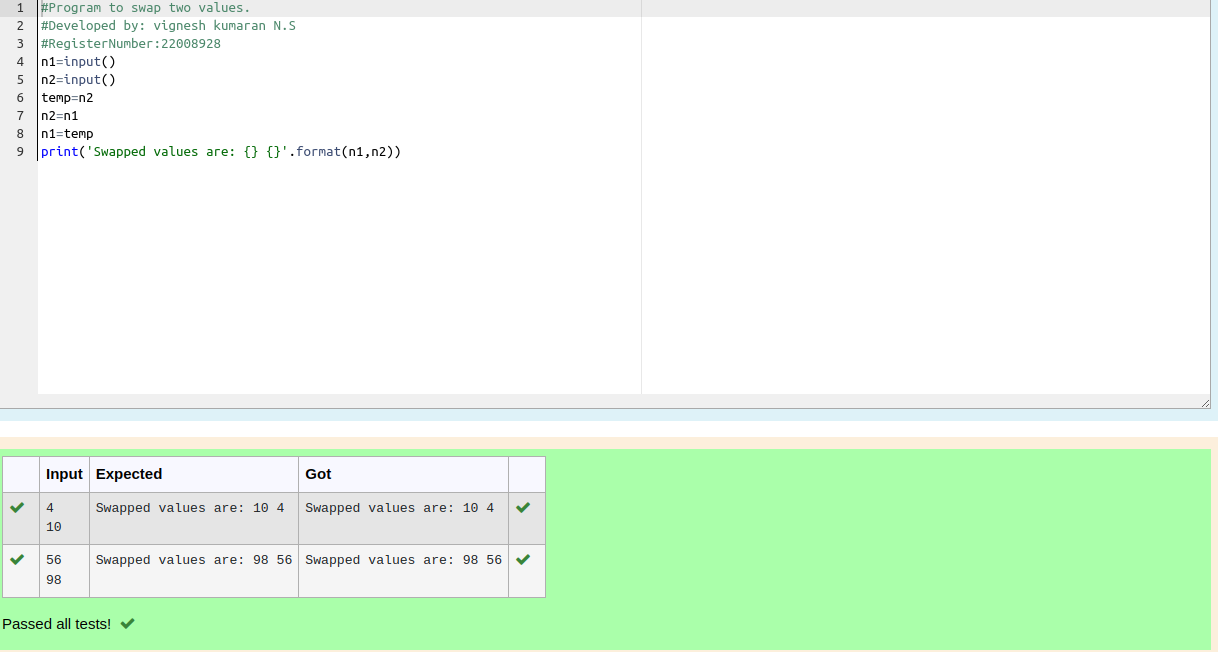 1 #Program to swap two values.
2 #Developed by: vignesh kumaran N.S
3 #RegisterNumber:22008928
4 n1=input()
5 n2=input()
6 temp=n2
7 n2=n1
8 n1=temp
9 print('Swapped values are: {} {}'.format(n1,n2))
Input Expected Got
4 Swapped values are: 10 4 Swapped values are: 10 4
10
56 Swapped values are: 98 56 Swapped values are: 98 56
98
Passed all tests!